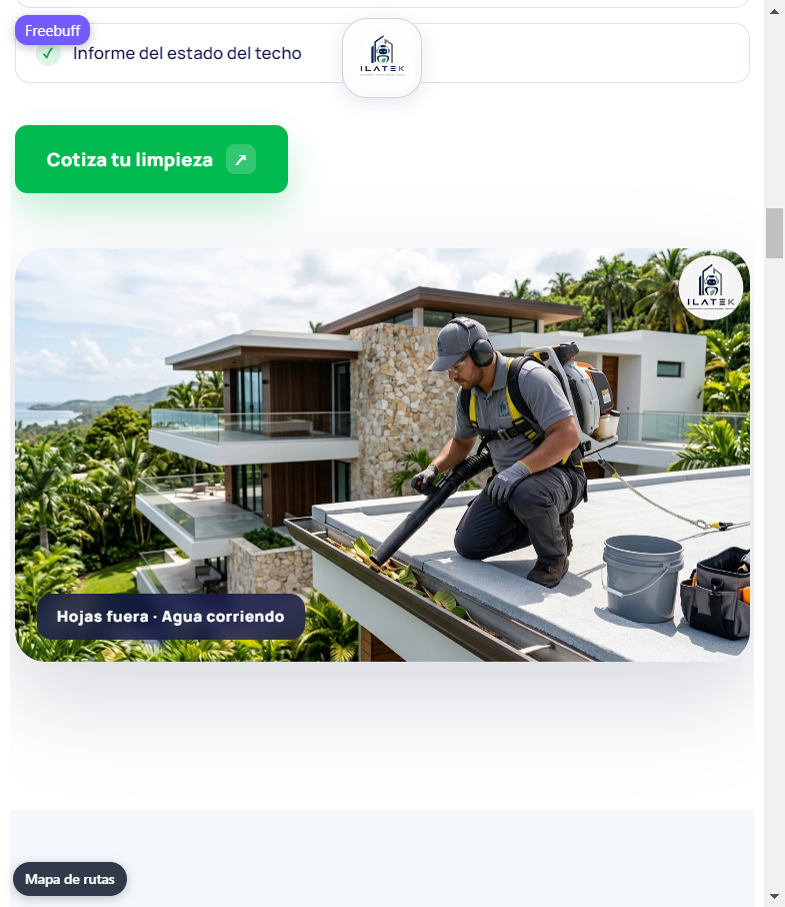 Freebuff
✓ Informe del estado del techo
ILATEK
Cotiza tu limpieza ↗
ILATEK
Hojas fuera · Agua corriendo
Mapa de rutas